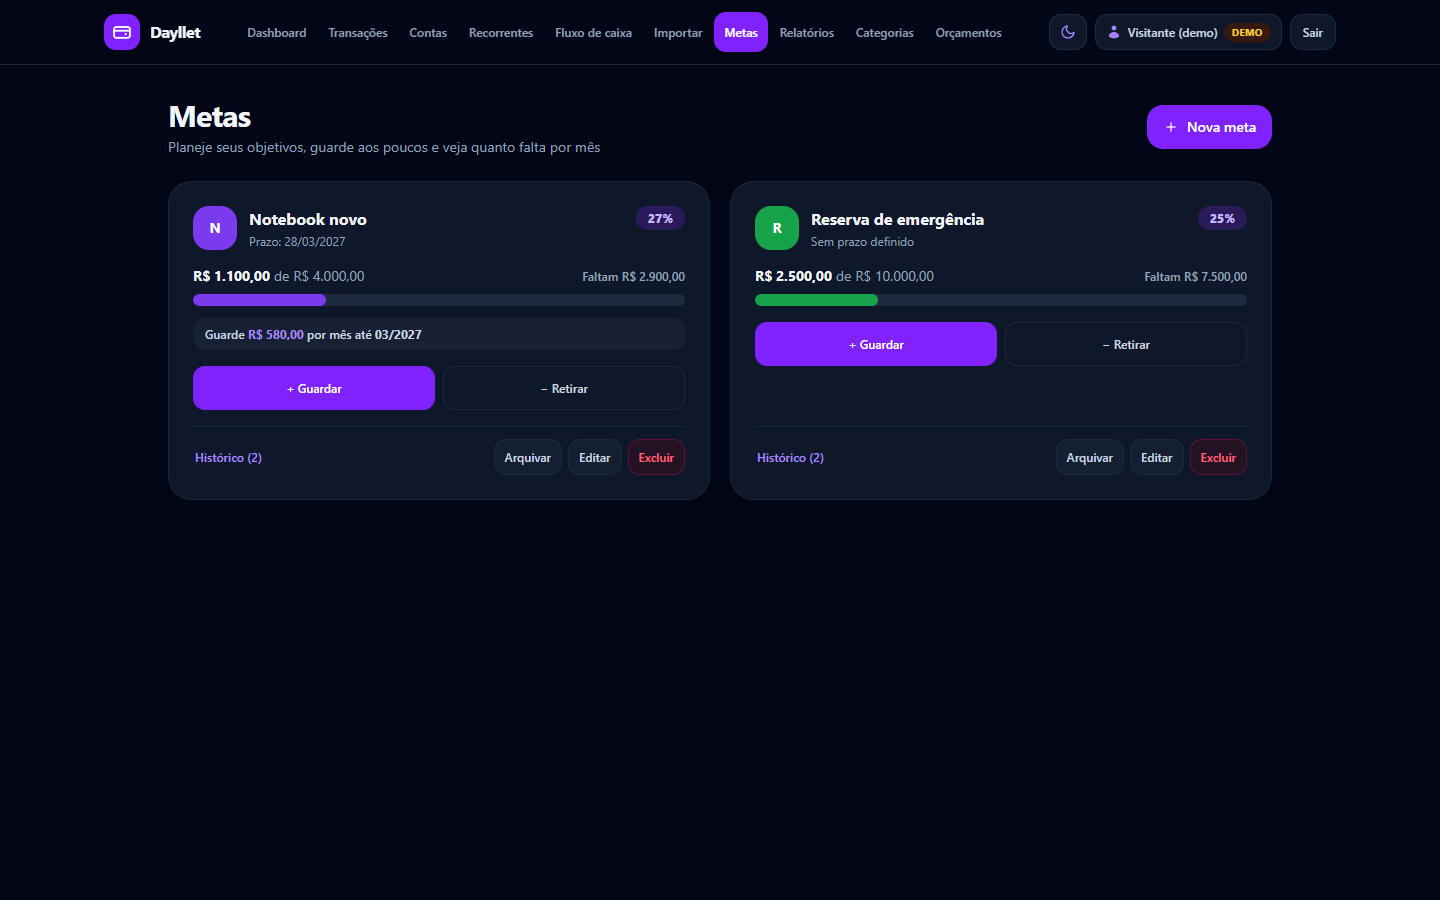 Dayllet Dashboard Transações Contas Recorrentes Fluxo de caixa Importar Metas Relatórios Categorias Orçamentos Visitante (demo) DEMO Sair
Metas
Planeje seus objetivos, guarde aos poucos e veja quanto falta por mês
+ Nova meta
N Notebook novo 27%
Prazo: 28/03/2027
R$ 1.100,00 de R$ 4.000,00 Faltam R$ 2.900,00
Guarde R$ 580,00 por mês até 03/2027
+ Guardar – Retirar
Histórico (2) Arquivar Editar Excluir
R Reserva de emergência 25%
Sem prazo definido
R$ 2.500,00 de R$ 10.000,00 Faltam R$ 7.500,00
+ Guardar – Retirar
Histórico (2) Arquivar Editar Excluir